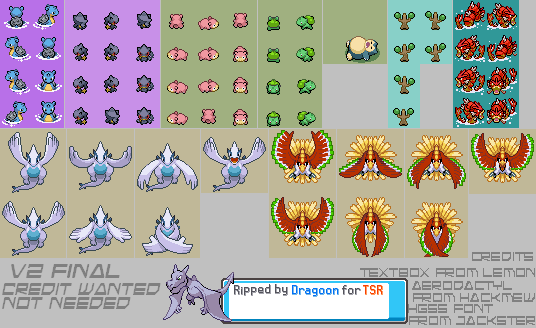 V2 FINAL
CREDIT WANTED
NOT NEEDED
Ripped by Dragoon for TSR
CREDITS
TEXTBOX FROM LEMON
AERODACTYL
FROM HACKMEW
HGSS FONT
FROM JACKSTER